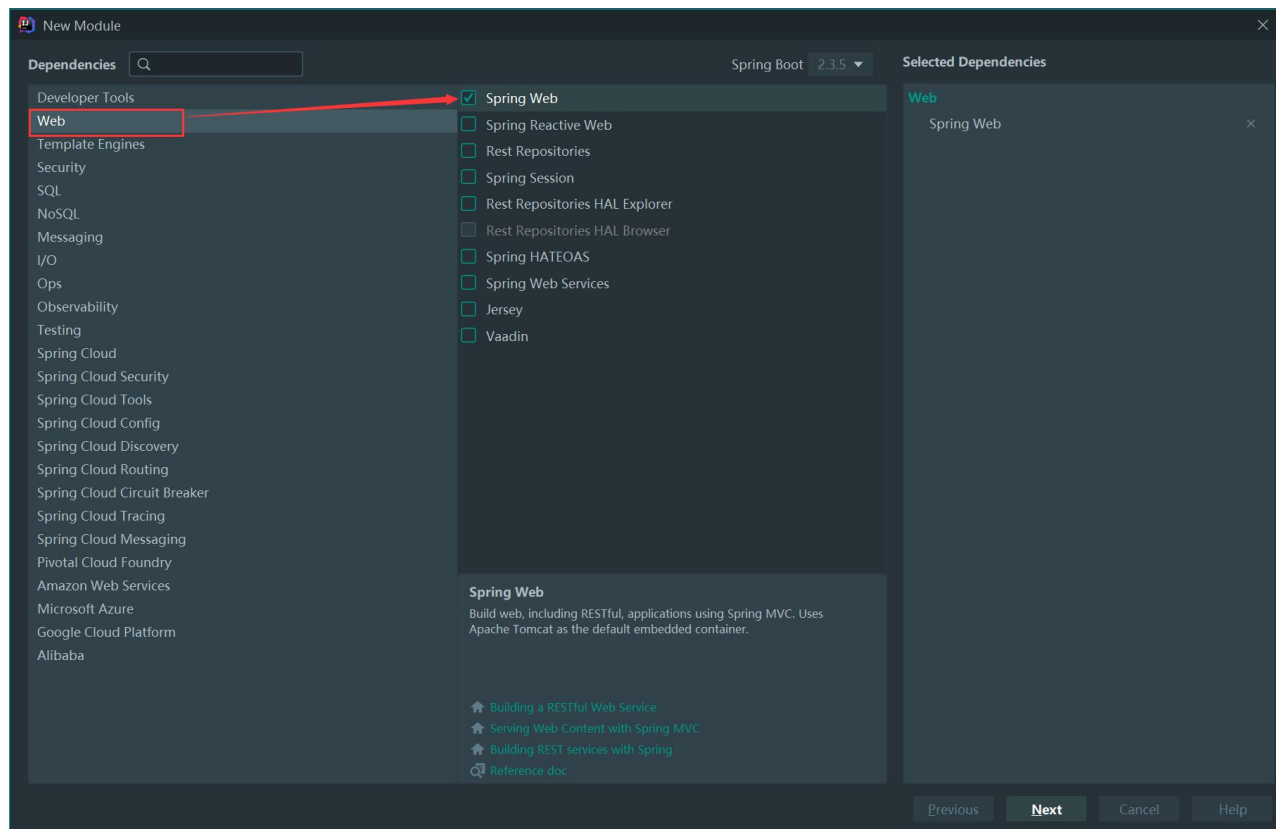 New Module
Dependencies
Spring Boot 2.3.5
Selected Dependencies
Developer Tools
Web
Template Engines
Security
SQL
NoSQL
Messaging
I/O
Ops
Observability
Testing
Spring Cloud
Spring Cloud Security
Spring Cloud Tools
Spring Cloud Config
Spring Cloud Discovery
Spring Cloud Routing
Spring Cloud Circuit Breaker
Spring Cloud Tracing
Spring Cloud Messaging
Pivotal Cloud Foundry
Amazon Web Services
Microsoft Azure
Google Cloud Platform
Alibaba
Spring Web
Spring Reactive Web
Rest Repositories
Spring Session
Rest Repositories HAL Explorer
Rest Repositories HAL Browser
Spring HATEOAS
Spring Web Services
Jersey
Vaadin
Spring Web
Build web, including RESTful, applications using Spring MVC. Uses
Apache Tomcat as the default embedded container.
Building a RESTful Web Service
Serving Web Content with Spring MVC
Building REST services with Spring
Reference doc
Web
Spring Web
Previous
Next
Cancel
Help